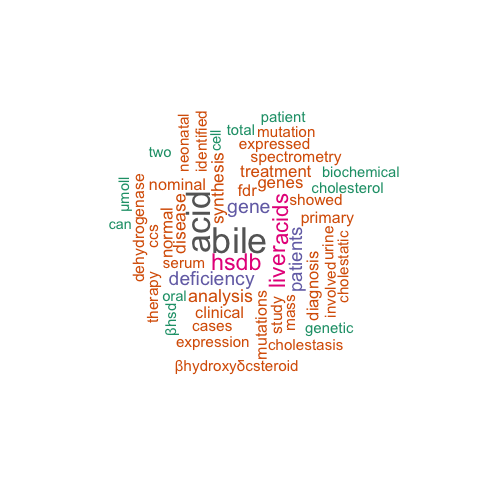 patient
total
mutation
neonatal
identified
cell
expressed
two
spectrometry
treatment
biochemical
nominal
synthesis
fdr
genes
cholesterol
μmoll
dehydrogenase
disease
acid
gene
acids
showed
can
ccs
normal
abile
primary
urine
serum
hsdb
liver
patients
cholestatic
deficiency
therapy
oral
analysis
diagnosis
involved
βhsd
clinical
mutations
study
mass
cases
genetic
expression
cholestasis
βhydroxyδcsteroid